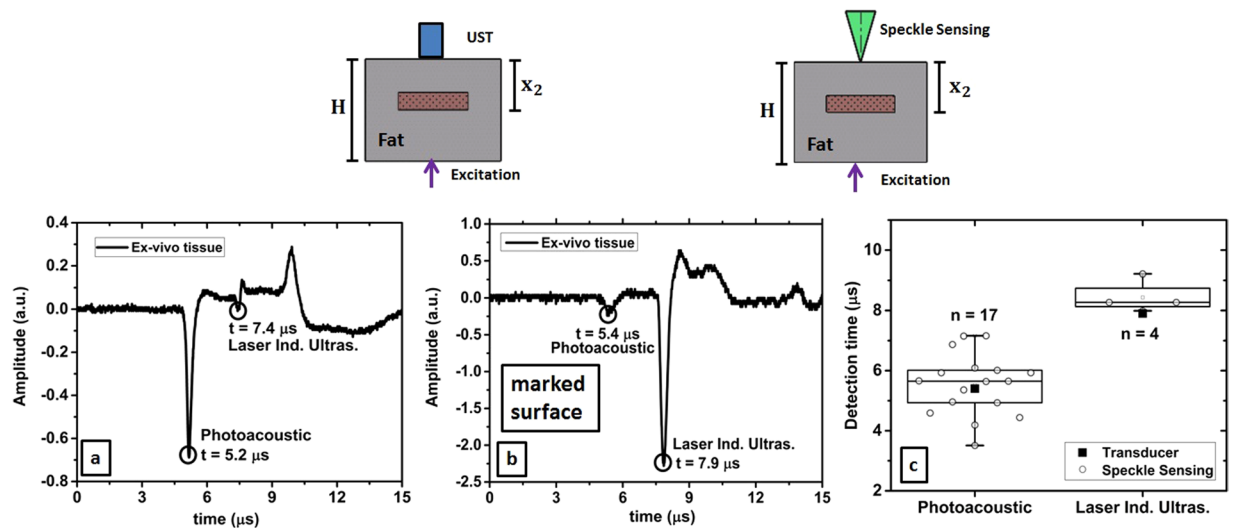 UST
H
x₂
Fat
Excitation
Speckle Sensing
H
x₂
Fat
Excitation
0.4
0.2
0.0
-0.2
-0.4
-0.6
-0.8
Amplitude (a.u.)
Ex-vivo tissue
t = 7.4 µs
Laser Ind. Ultras.
Photoacoustic
t = 5.2 µs
a
0 3 6 9 12 15
time (µs)
1.0
0.5
0.0
-0.5
-1.0
-1.5
-2.0
-2.5
Amplitude (a.u.)
Ex-vivo tissue
t = 5.4 µs
Photoacoustic
marked
surface
Laser Ind. Ultras.
t = 7.9 µs
b
0 3 6 9 12 15
time (µs)
10
8
6
4
2
Detection time (µs)
n = 17
n = 4
c
Transducer
Speckle Sensing
Photoacoustic Laser Ind. Ultras.